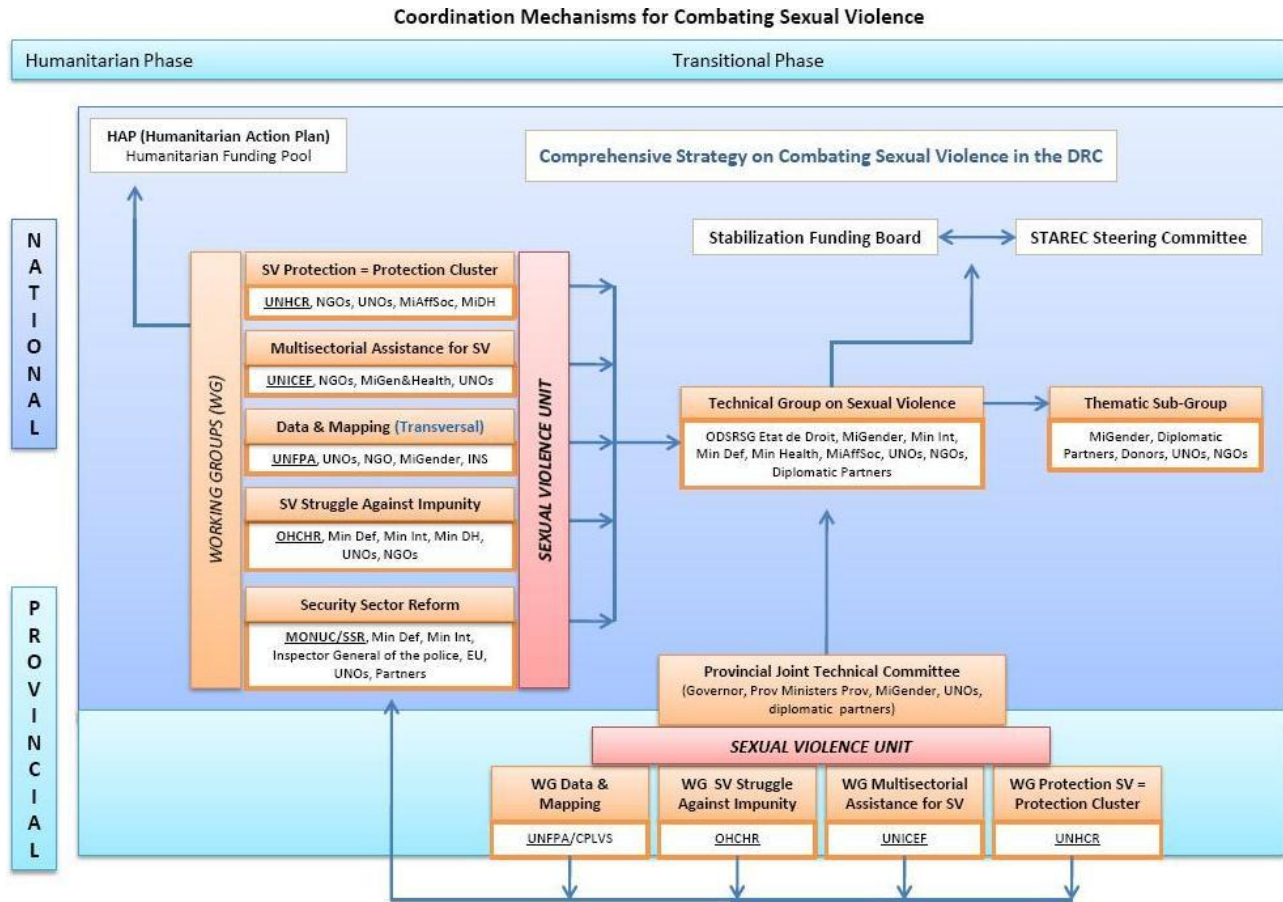 Coordination Mechanisms for Combating Sexual Violence
Humanitarian Phase
Transitional Phase
HAP (Humanitarian Action Plan)
Humanitarian Funding Pool
Comprehensive Strategy on Combating Sexual Violence in the DRC
NATIONAL
Stabilization Funding Board
STAREC Steering Committee
WORKING GROUPS (WG)
SV Protection = Protection Cluster
UNHCR, NGOs, UNOs, MiAffSoc, MiDH
Multisectorial Assistance for SV
UNICEF, NGOs, MiGen&Health, UNOs
Data & Mapping (Transversal)
UNFPA, UNOs, NGO, MiGender, INS
SV Struggle Against Impunity
OHCHR, Min Def, Min Int, Min DH,
UNOs, NGOs
Security Sector Reform
MONUC/SSR, Min Def, Min Int,
Inspector General of the police, EU,
UNOs, Partners
SEXUAL VIOLENCE UNIT
Technical Group on Sexual Violence
ODSRSG Etat de Droit, MiGender, Min Int,
Min Def, Min Health, MiAffSoc, UNOs, NGOs,
Diplomatic Partners
Thematic Sub-Group
MiGender, Diplomatic
Partners, Donors, UNOs, NGOs
PROVINCIAL
Provincial Joint Technical Committee
(Governor, Prov Ministers Prov, MiGender, UNOs,
diplomatic partners)
SEXUAL VIOLENCE UNIT
WG Data &
Mapping
UNFPA/CPLVS
WG SV Struggle
Against Impunity
OHCHR
WG Multisectorial
Assistance for SV
UNICEF
WG Protection SV =
Protection Cluster
UNHCR